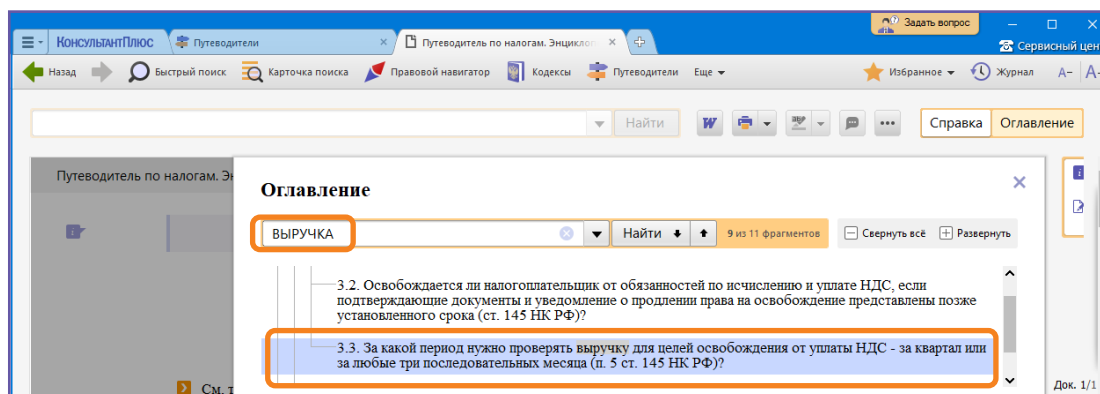 Задать вопрос
КонсультантПлюс Путеводители Путеводитель по налогам. Энцикло
Сервисный цен
Назад Быстрый поиск Карточка поиска Правовой навигатор Кодексы Путеводители Еще Избранное Журнал А- А-
Найти W Справка Оглавление
Путеводитель по налогам. Эн
Оглавление
ВЫРУЧКА Найти 9 из 11 фрагментов Свернуть всё Развернуть
3.2. Освобождается ли налогоплательщик от обязанностей по исчислению и уплате НДС, если
подтверждающие документы и уведомление о продлении права на освобождение представлены позже
установленного срока (ст. 145 НК РФ)?
3.3. За какой период нужно проверять выручку для целей освобождения от уплаты НДС - за квартал или
за любые три последовательных месяца (п. 5 ст. 145 НК РФ)?
См. т
Док. 1/1